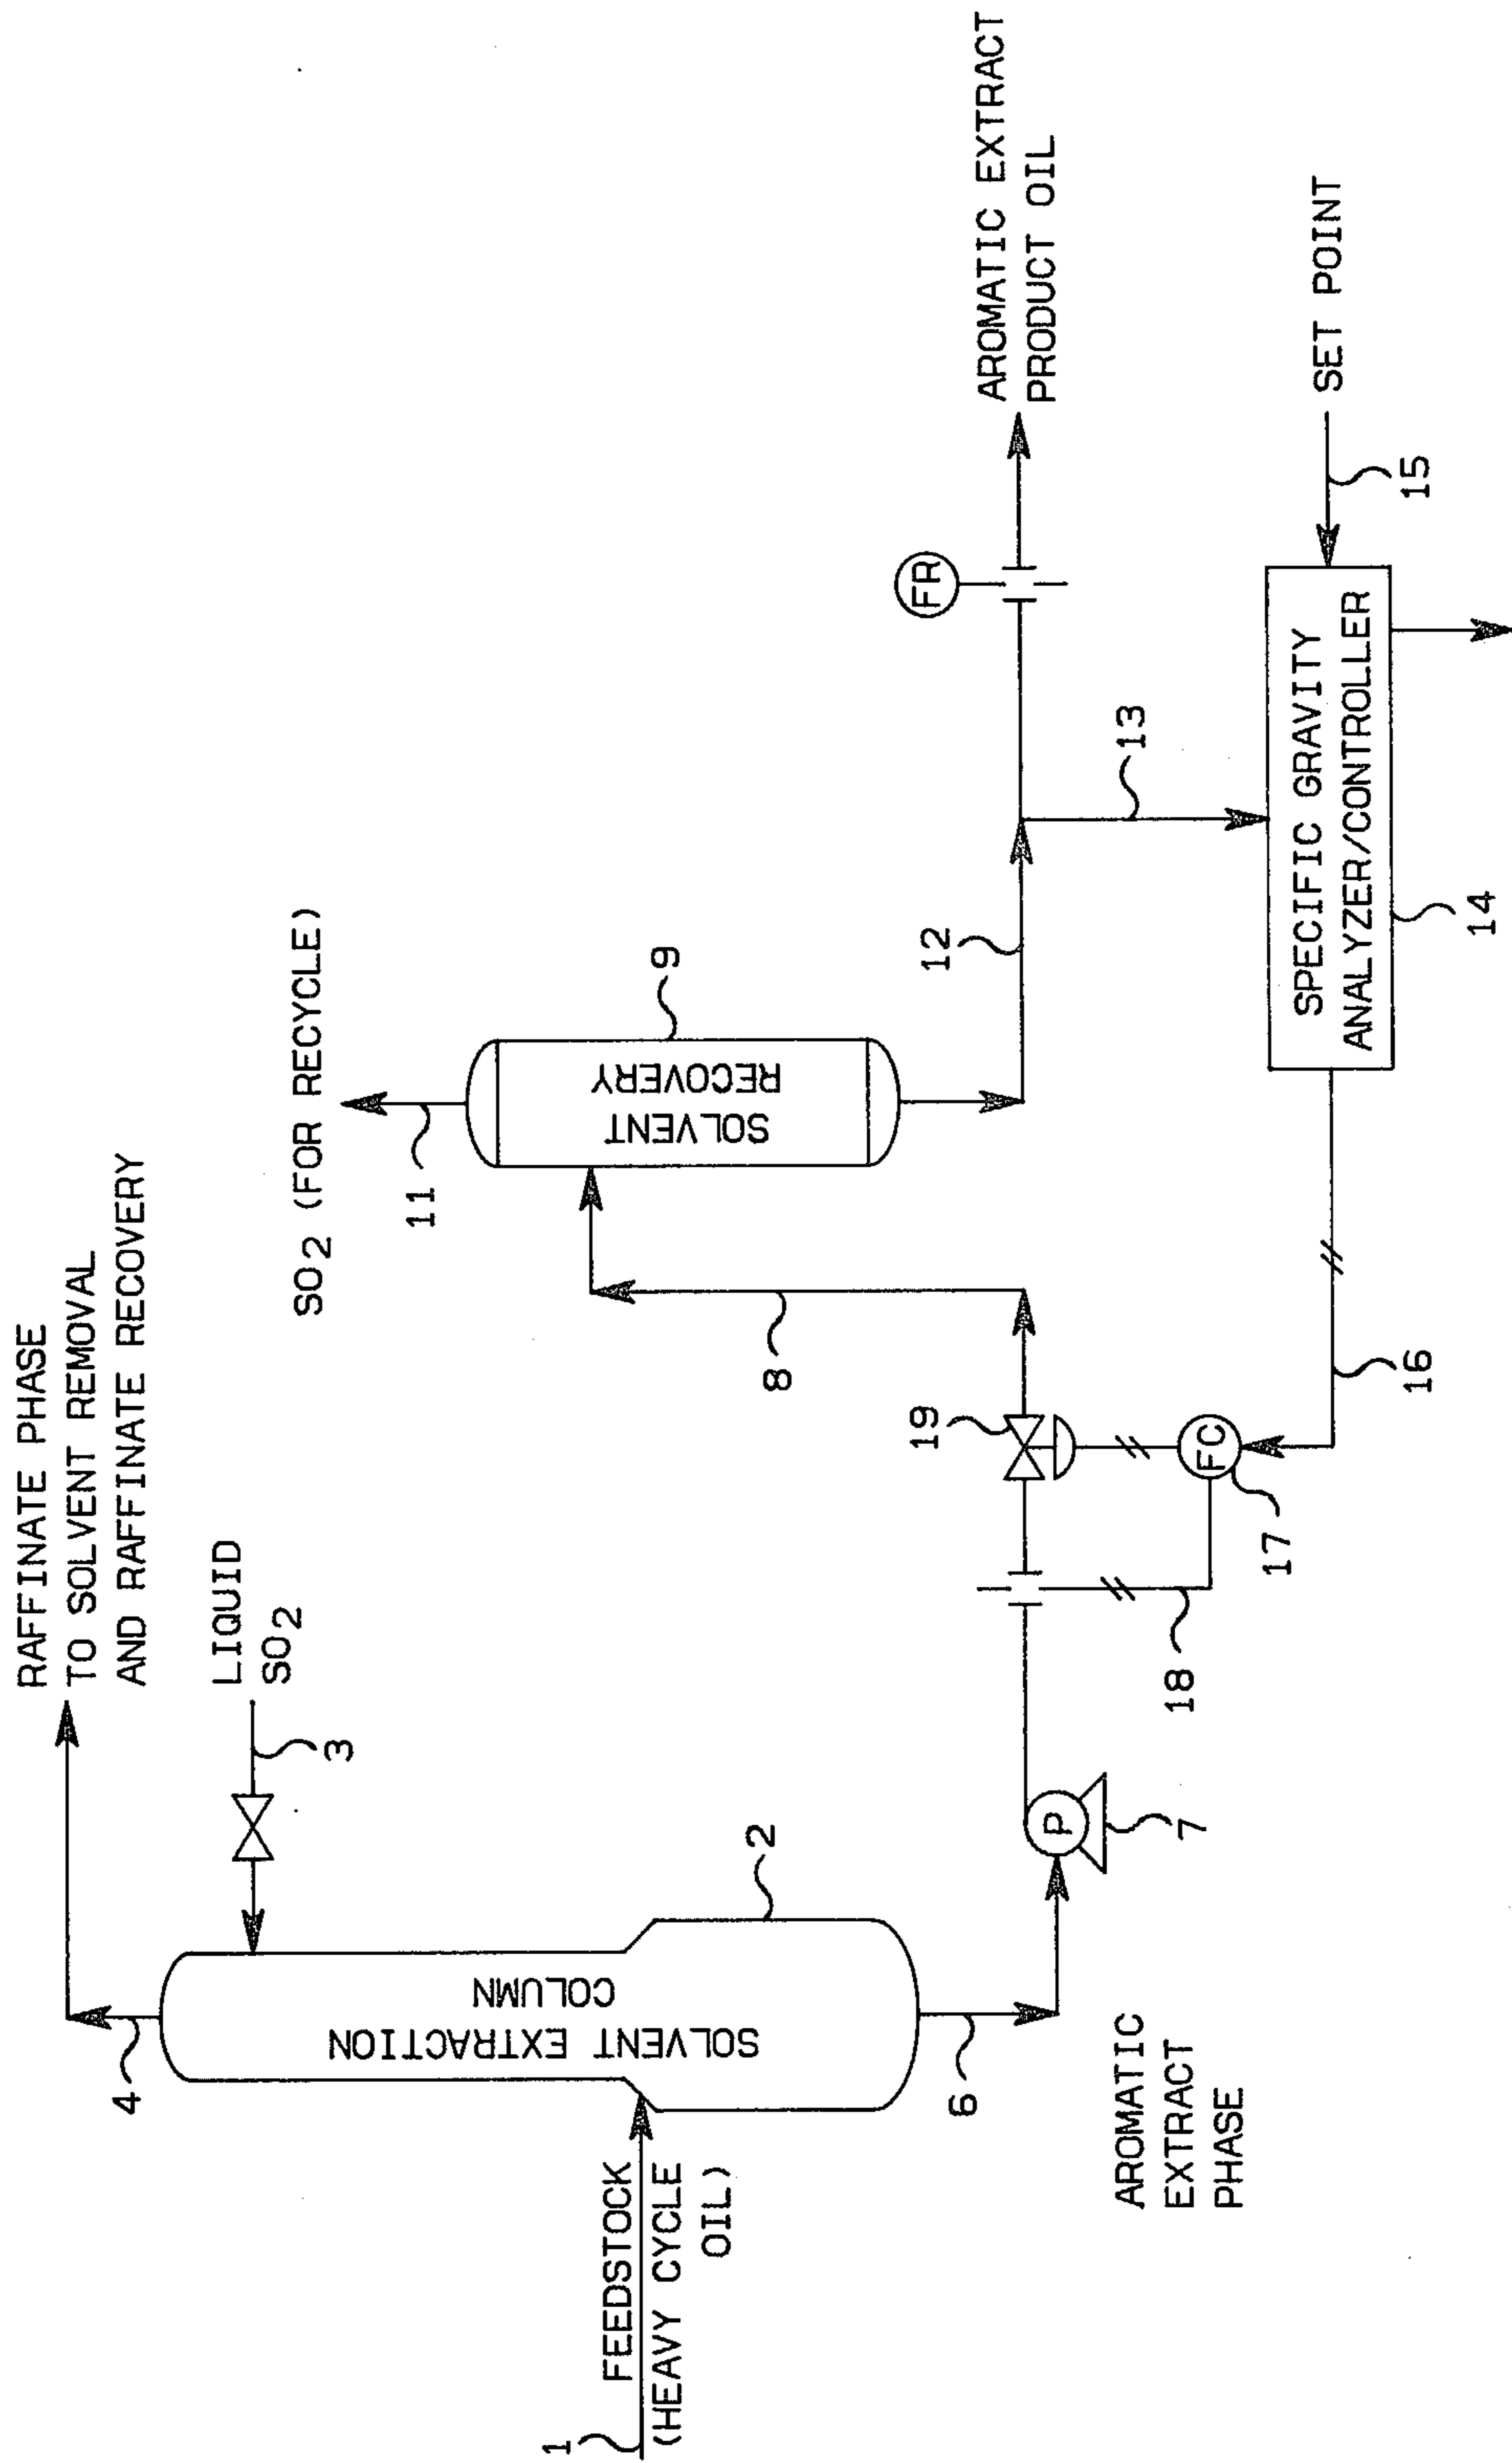 RAFFINATE PHASE
TO SOLVENT REMOVAL
AND RAFFINATE RECOVERY
4
LIQUID
SO2
3
SOLVENT EXTRACTION
COLUMN
2
1
FEEDSTOCK
(HEAVY CYCLE
OIL)
6
AROMATIC
EXTRACT
PHASE
P
7
18
19
FC
17
16
8
SO2 (FOR RECYCLE)
11
SOLVENT
RECOVERY
9
12
13
FR
AROMATIC EXTRACT
PRODUCT OIL
SPECIFIC GRAVITY
ANALYZER/CONTROLLER
14
15
SET POINT